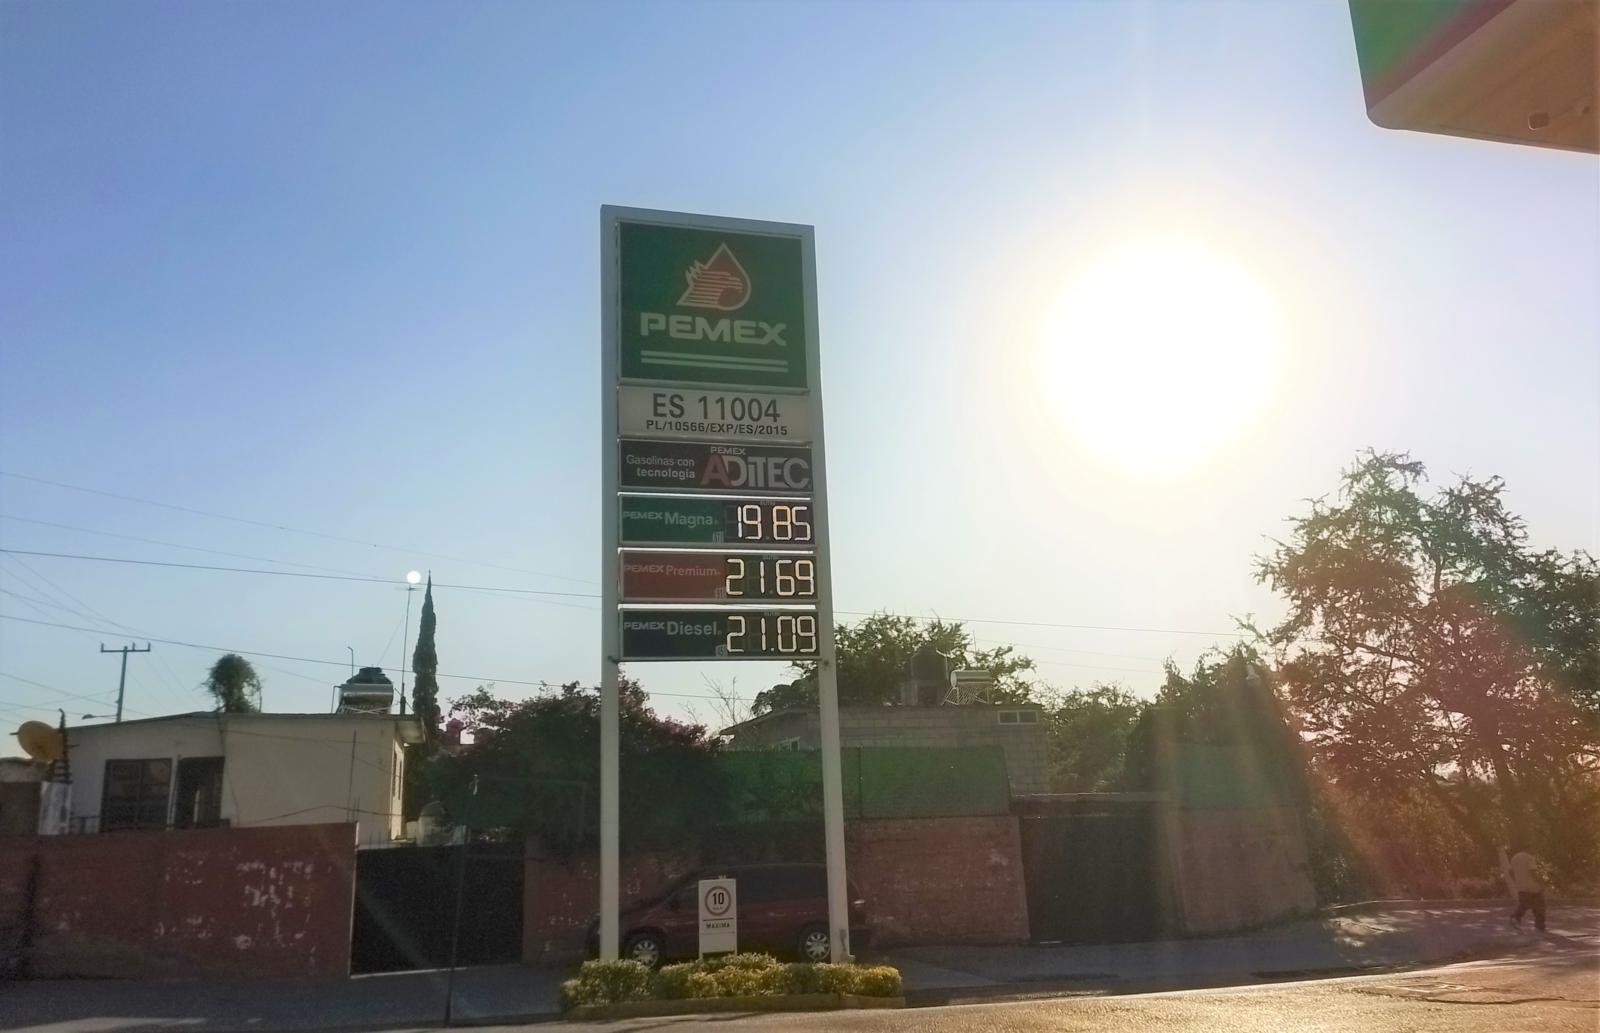 PEMEX
ES 11004
PL/10566/EXP/ES/2015
Gasolinas con
tecnología
PEMEX
ADiTEC
PEMEX Magna 19.85
PEMEX Premium 21.69
PEMEX Diesel 21.09
10
MAXIMA